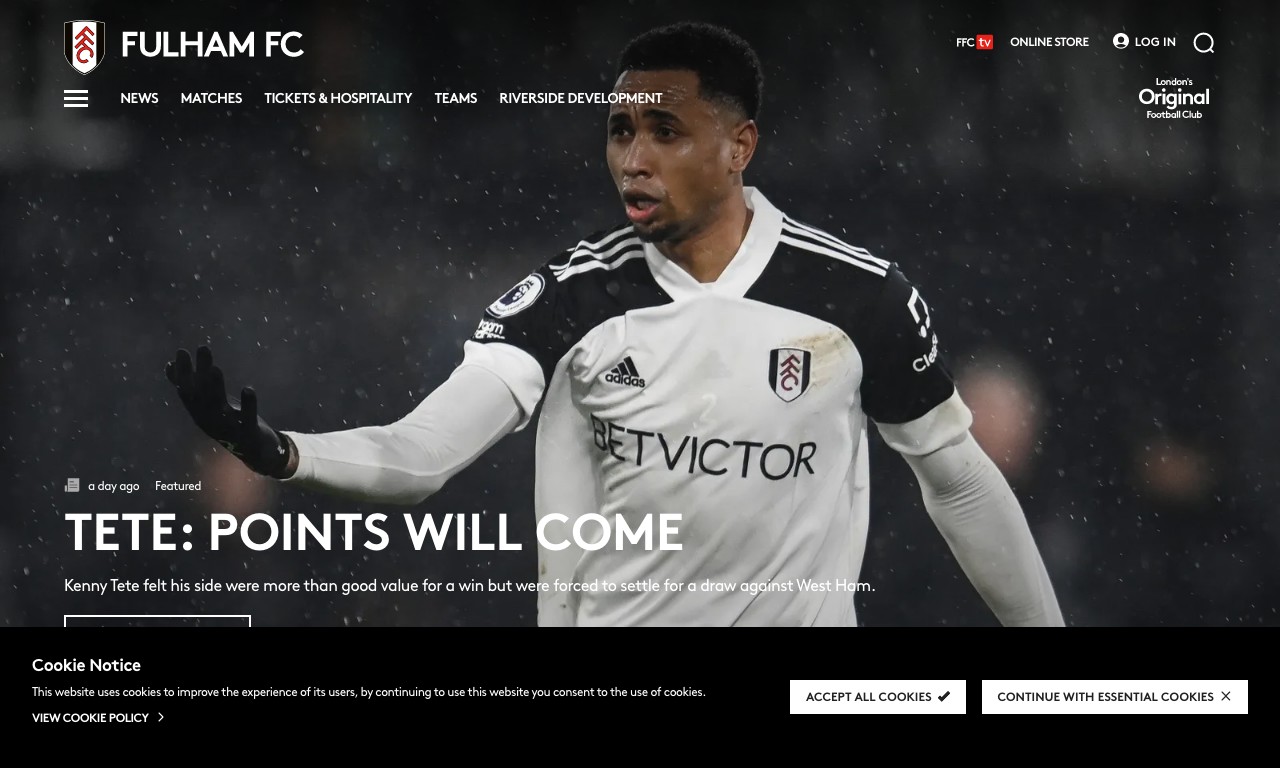 FULHAM FC
FFC tv
ONLINE STORE
LOG IN
NEWS
MATCHES
TICKETS & HOSPITALITY
TEAMS
RIVERSIDE DEVELOPMENT
London's
Original
Football Club
adidas
FFC
BETVICTOR
a day ago
Featured
TETE: POINTS WILL COME
Kenny Tete felt his side were more than good value for a win but were forced to settle for a draw against West Ham.
Cookie Notice
This website uses cookies to improve the experience of its users, by continuing to use this website you consent to the use of cookies.
VIEW COOKIE POLICY
ACCEPT ALL COOKIES
CONTINUE WITH ESSENTIAL COOKIES